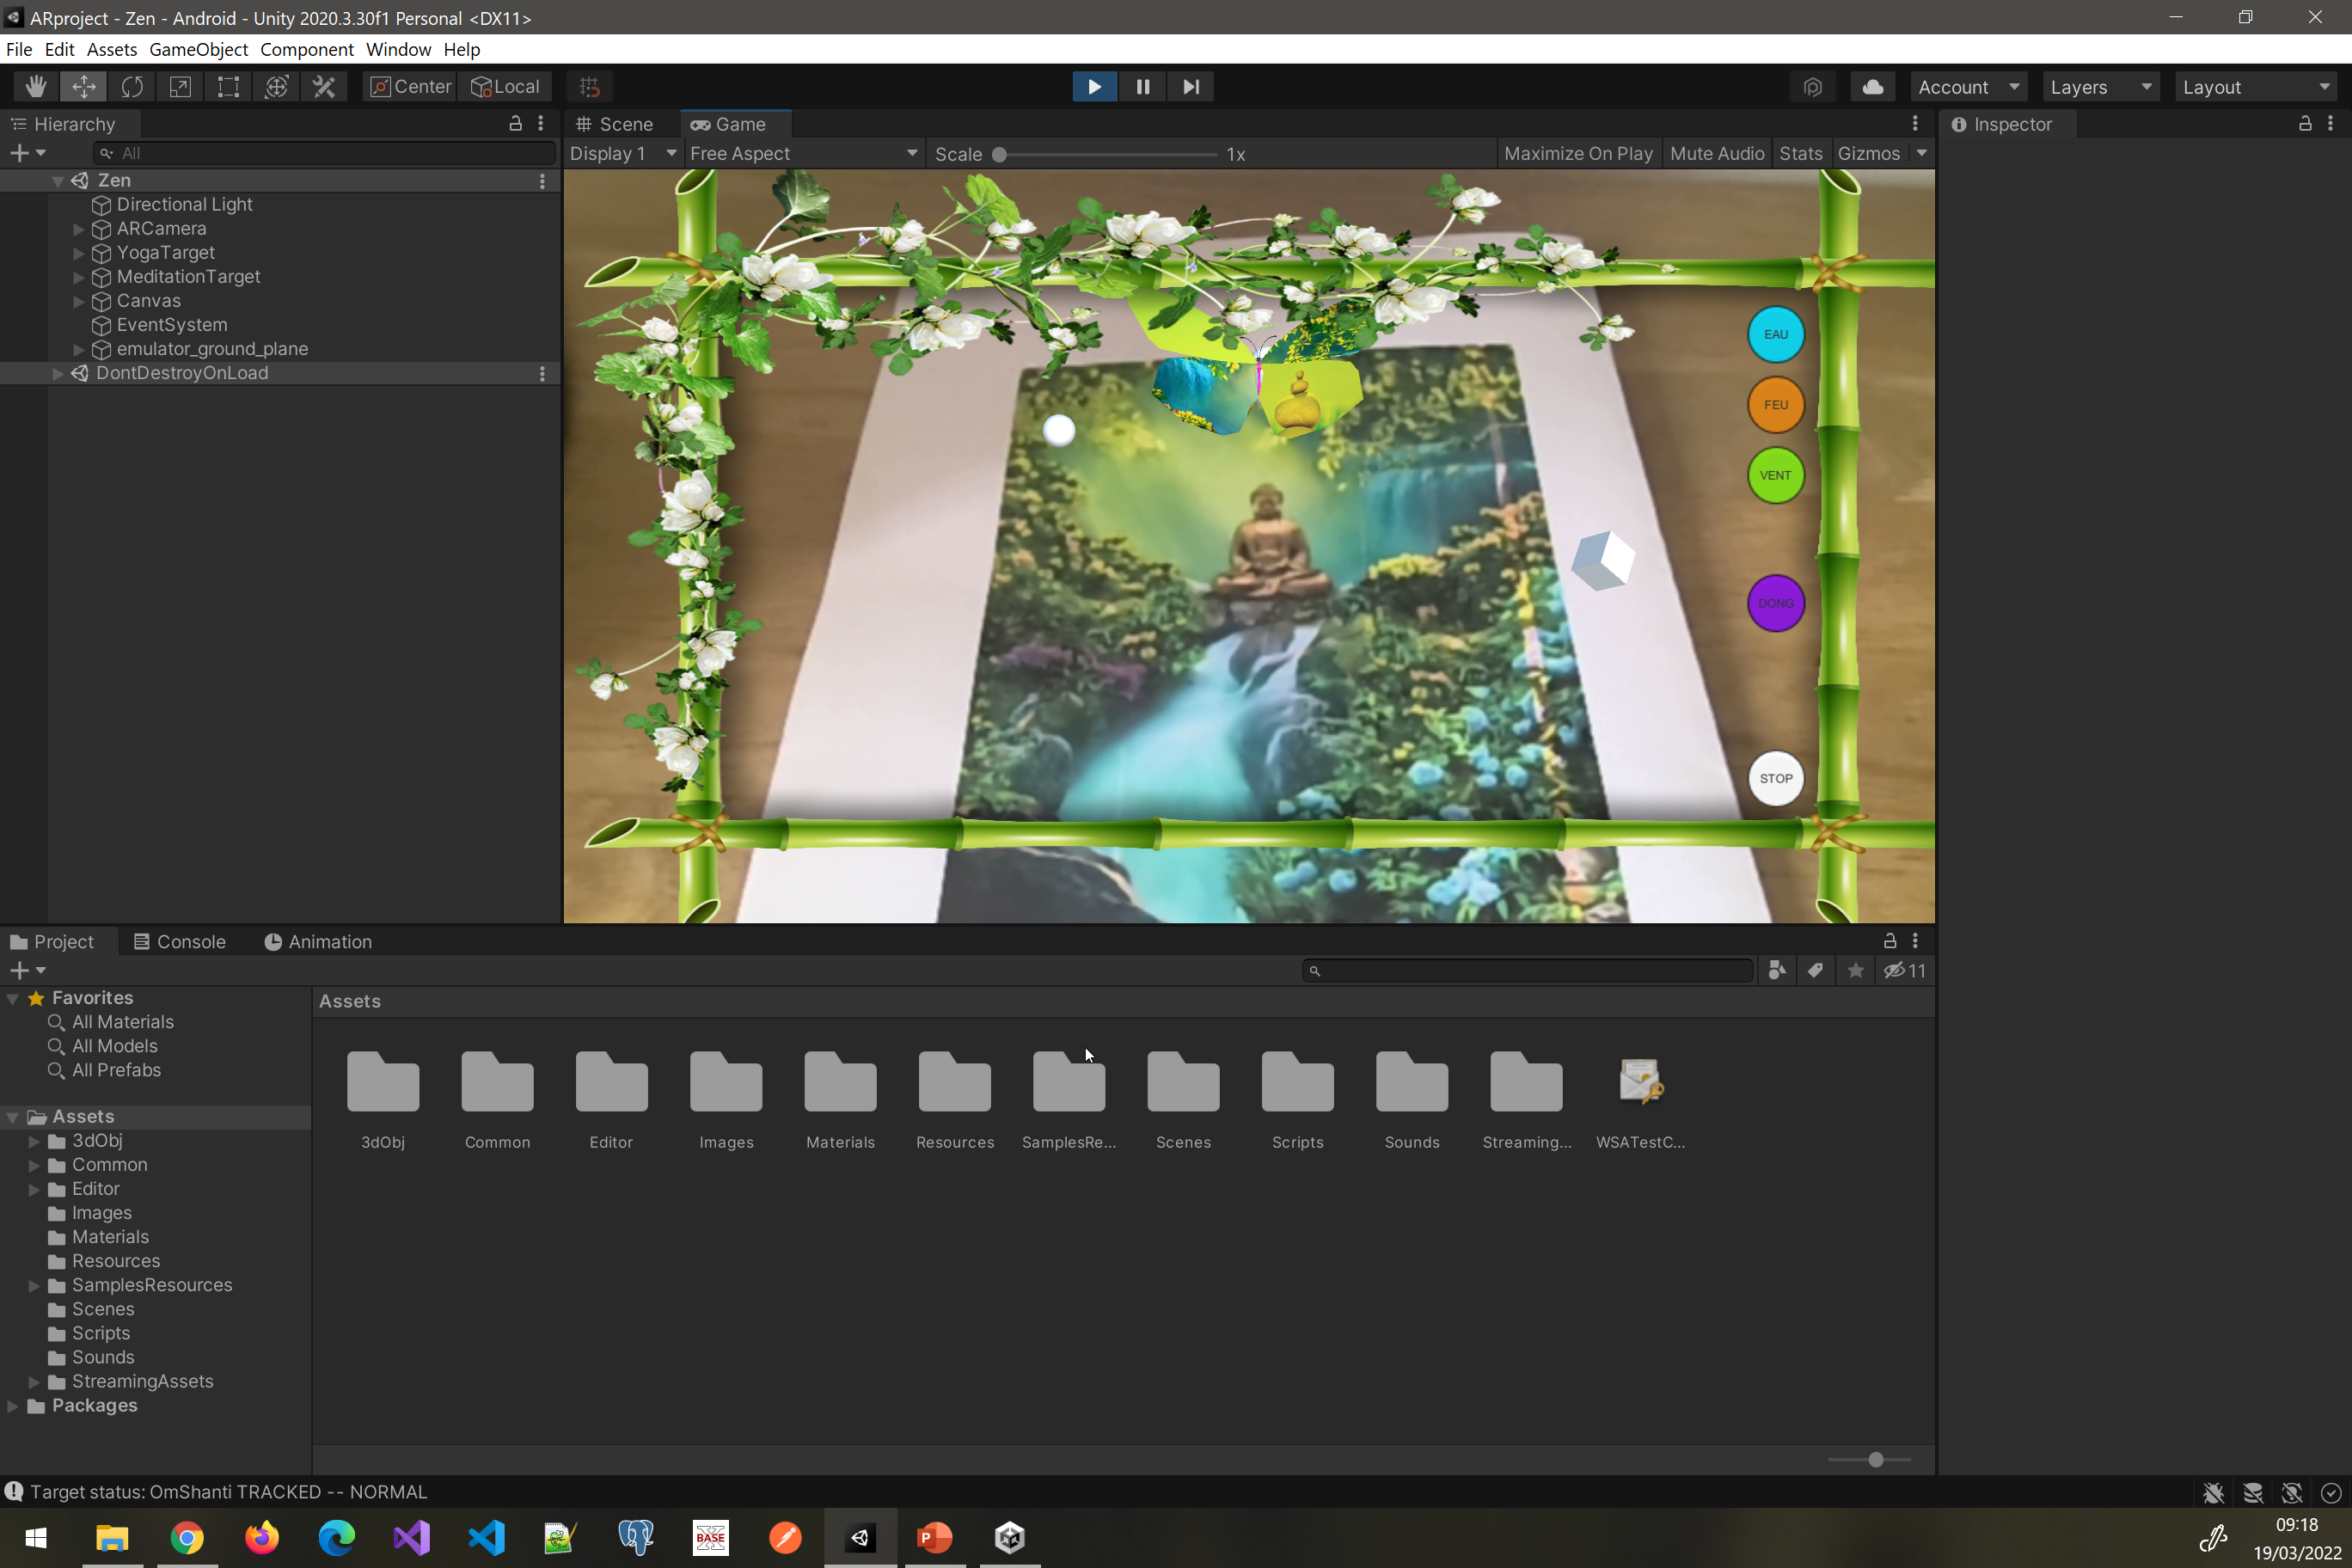 ARproject - Zen - Android - Unity 2020.3.30f1 Personal <DX11>
File Edit Assets GameObject Component Window Help
Center Local Account Layers Layout
Hierarchy
All
Zen
Directional Light
ARCamera
YogaTarget
MeditationTarget
Canvas
EventSystem
emulator_ground_plane
DontDestroyOnLoad
Scene Game
Display 1 Free Aspect Scale 1x Maximize On Play Mute Audio Stats Gizmos
EAU
FEU
VENT
DONG
STOP
Inspector
Project Console Animation
11
Favorites
All Materials
All Models
All Prefabs
Assets
3dObj
Common
Editor
Images
Materials
Resources
SamplesResources
Scenes
Scripts
Sounds
StreamingAssets
Packages
Assets
3dObj Common Editor Images Materials Resources SamplesRe... Scenes Scripts Sounds Streaming... WSATestC...
Target status: OmShanti TRACKED -- NORMAL
BASE
P
09:18
19/03/2022